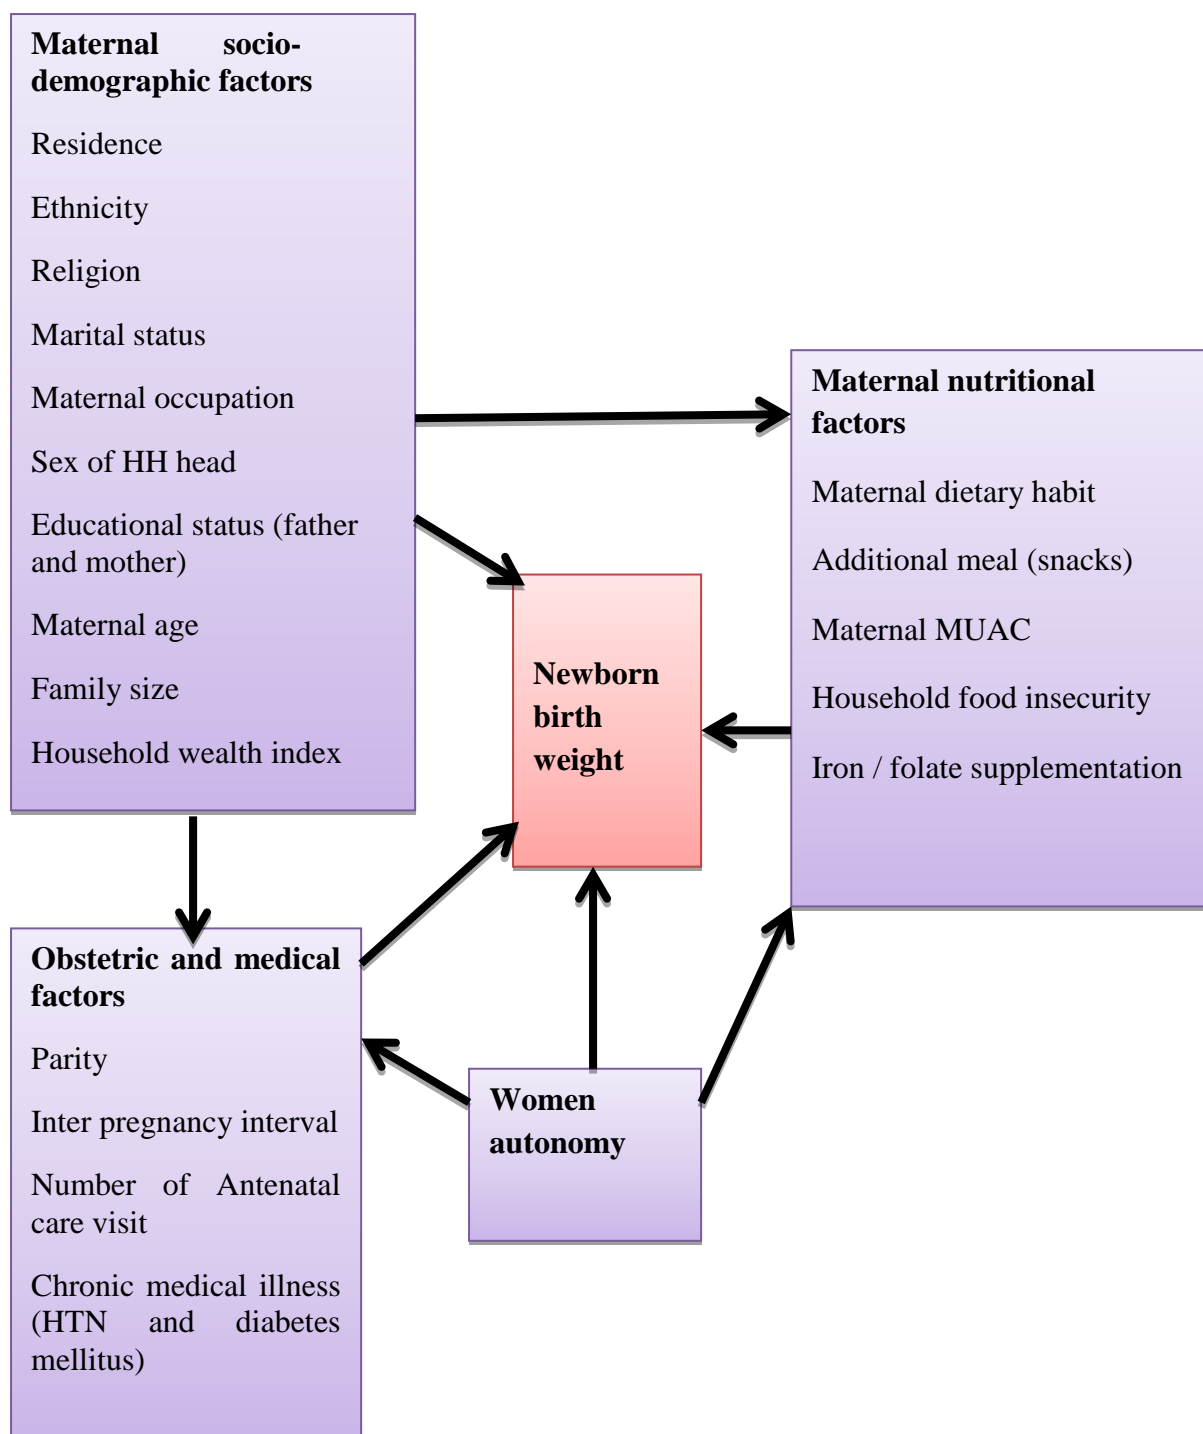 Maternal socio-
demographic factors
Residence
Ethnicity
Religion
Marital status
Maternal occupation
Sex of HH head
Educational status (father
and mother)
Maternal age
Family size
Household wealth index
Maternal nutritional
factors
Maternal dietary habit
Additional meal (snacks)
Maternal MUAC
Household food insecurity
Iron / folate supplementation
Newborn
birth
weight
Obstetric and medical
factors
Parity
Inter pregnancy interval
Number of Antenatal
care visit
Chronic medical illness
(HTN and diabetes
mellitus)
Women
autonomy